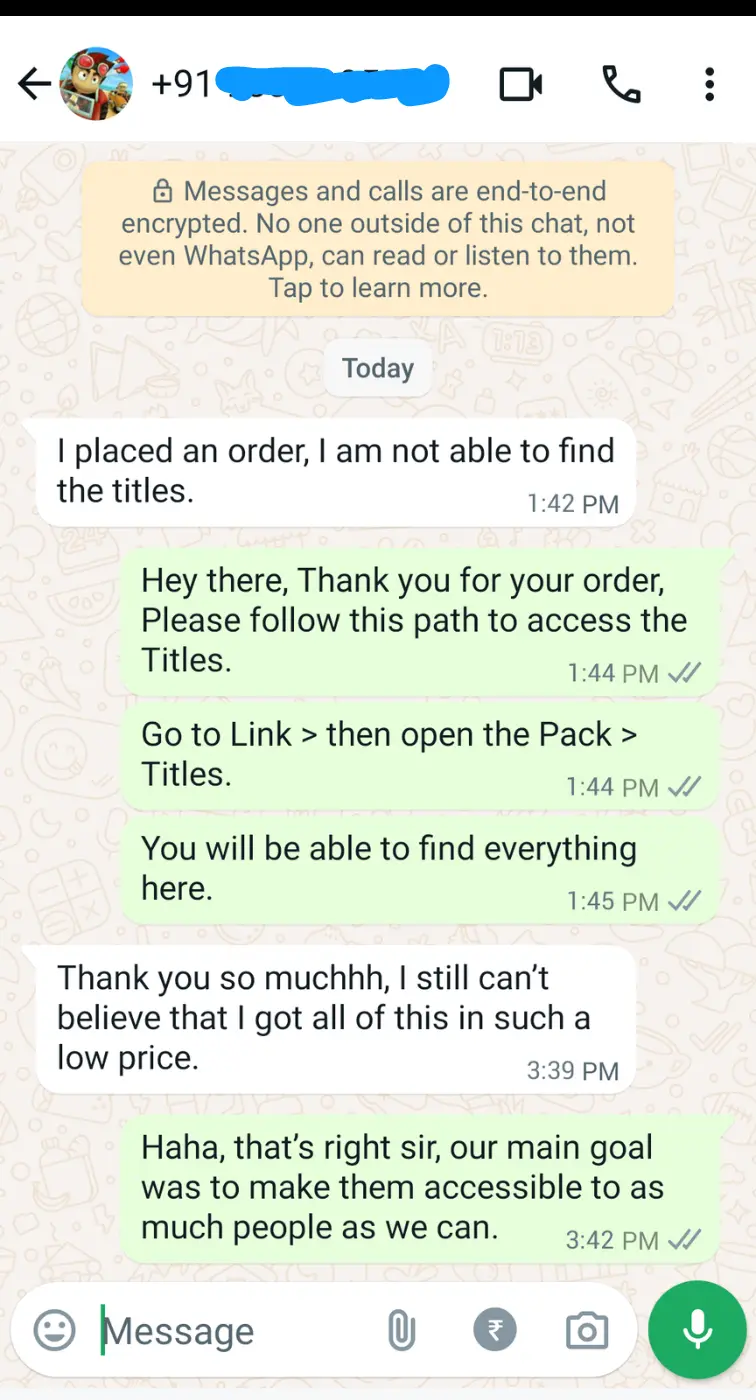 +91
Messages and calls are end-to-end
encrypted. No one outside of this chat, not
even WhatsApp, can read or listen to them.
Tap to learn more.
Today
I placed an order, I am not able to find
the titles.
1:42 PM
Hey there, Thank you for your order,
Please follow this path to access the
Titles.
1:44 PM
Go to Link > then open the Pack >
Titles.
1:44 PM
You will be able to find everything
here.
1:45 PM
Thank you so muchhh, I still can't
believe that I got all of this in such a
low price.
3:39 PM
Haha, that's right sir, our main goal
was to make them accessible to as
much people as we can.
3:42 PM
Message
₹